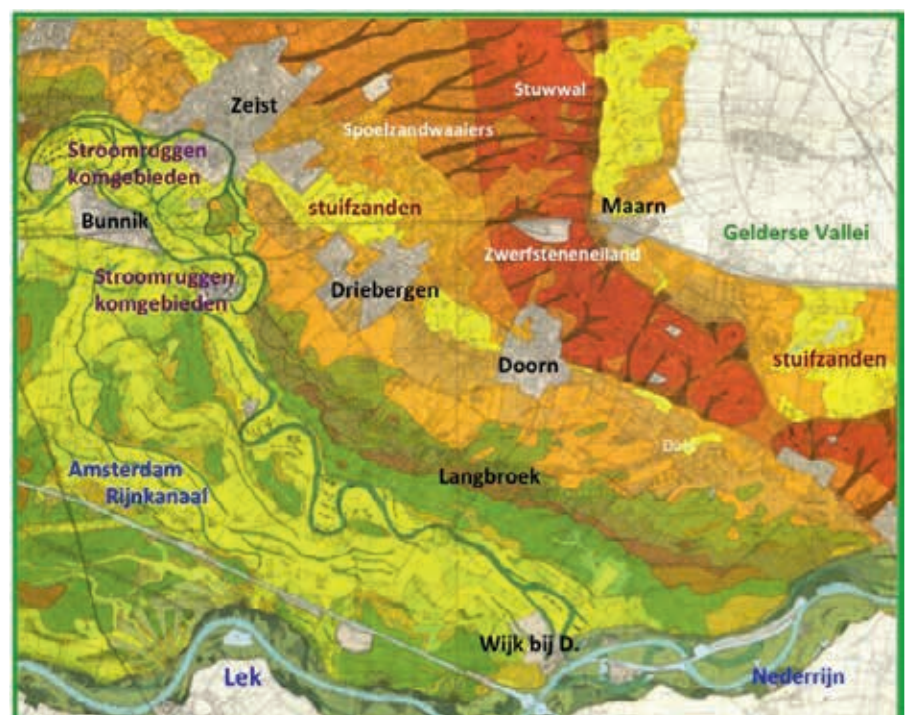 Stuwwal
Zeist
Spoelzandwaaiers
Stroomruggen
komgebieden
stuifzanden
Maarn
Bunnik
Gelderse Vallei
Zwerfsteneneiland
Stroomruggen
komgebieden
Driebergen
Doorn
stuifzanden
Amsterdam
Rijnkanaal
Langbroek
Wijk bij D.
Lek
Nederrijn